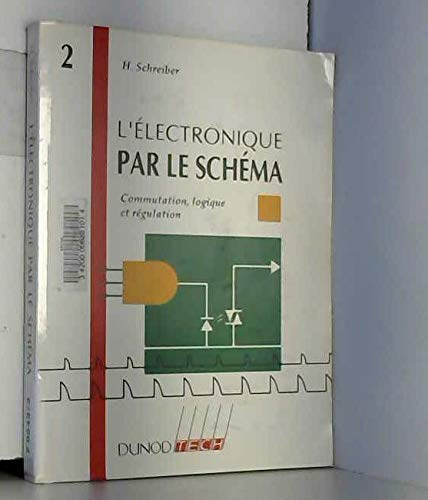 2
H. Schreiber
L'ÉLECTRONIQUE
PAR LE SCHÉMA
Commutation, logique
et régulation
DUNOD TECH
L'ÉLECTRONIQUE PAR LE SCHÉMA